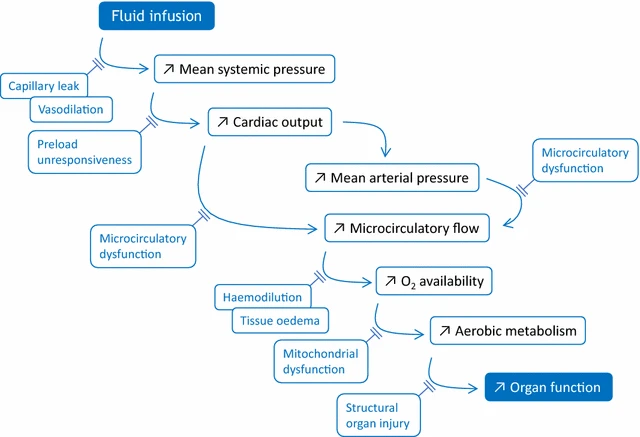 Fluid infusion
↗ Mean systemic pressure
Capillary leak
Vasodilation
↗ Cardiac output
Preload
unresponsiveness
Microcirculatory
dysfunction
↗ Mean arterial pressure
↗ Microcirculatory flow
Microcirculatory
dysfunction
↗ O₂ availability
Haemodilution
Tissue oedema
↗ Aerobic metabolism
Mitochondrial
dysfunction
↗ Organ function
Structural
organ injury